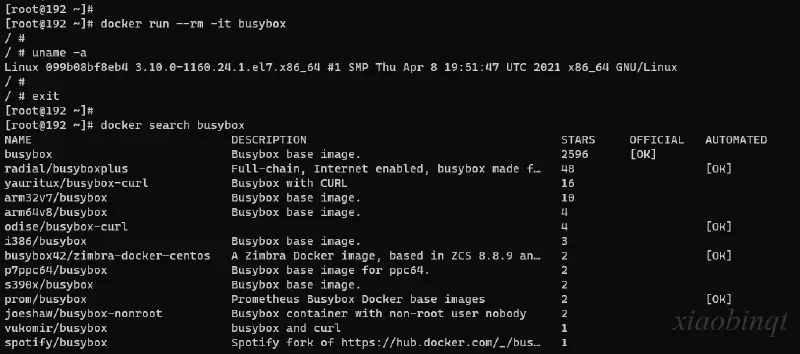 [root@192 ~]#
[root@192 ~]# docker run --rm -it busybox
/ #
/ # uname -a
Linux 099b08bf8eb4 3.10.0-1160.24.1.el7.x86_64 #1 SMP Thu Apr 8 19:51:47 UTC 2021 x86_64 GNU/Linux
/ #
/ # exit
[root@192 ~]#
[root@192 ~]# docker search busybox
NAME DESCRIPTION STARS OFFICIAL AUTOMATED
busybox Busybox base image. 2596 [OK]
radial/busyboxplus Full-chain, Internet enabled, busybox made f… 48 [OK]
yauritux/busybox-curl Busybox with CURL 16
arm32v7/busybox Busybox base image. 10
arm64v8/busybox Busybox base image. 4
odise/busybox-curl 4 [OK]
i386/busybox Busybox base image. 3
busybox42/zimbra-docker-centos A Zimbra Docker image, based in ZCS 8.8.9 an… 2 [OK]
p7ppc64/busybox Busybox base image for ppc64. 2
s390x/busybox Busybox base image. 2
prom/busybox Prometheus Busybox Docker base images 2 [OK]
joeshaw/busybox-nonroot Busybox container with non-root user nobody 2
vukomir/busybox busybox and curl 1
spotify/busybox Spotify fork of https://hub.docker.com/_/bus… 1
xiaobinqt